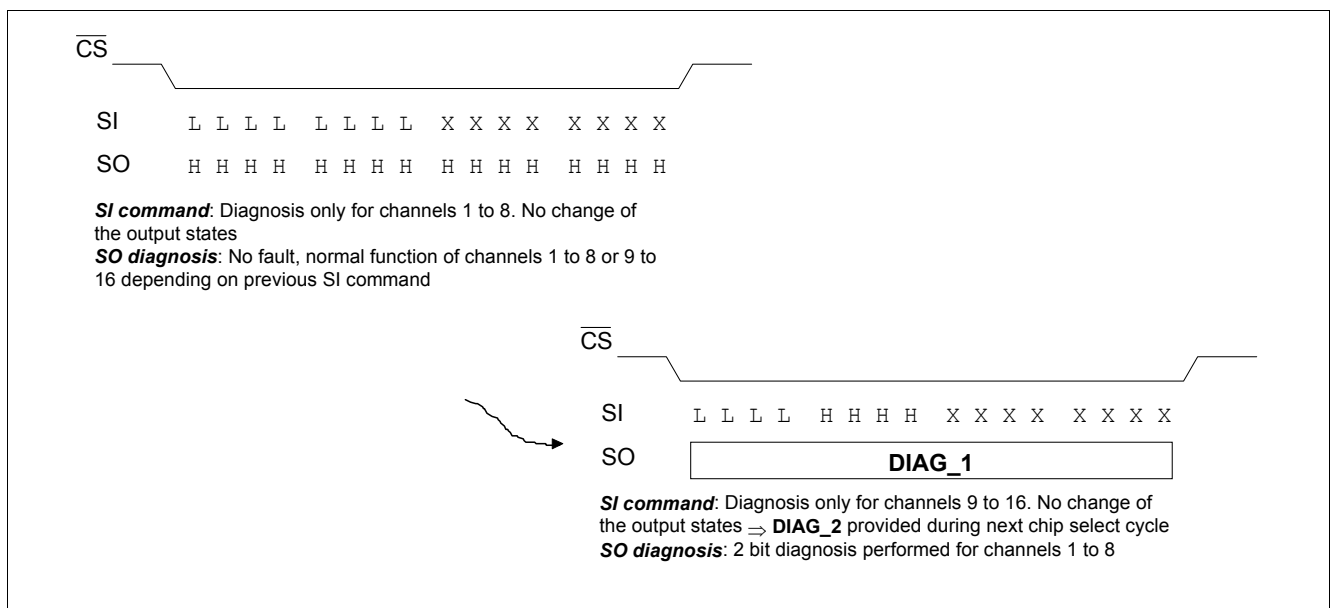 CS
SI L L L L L L L L X X X X X X X X
SO H H H H H H H H H H H H H H H H
SI command: Diagnosis only for channels 1 to 8. No change of
the output states
SO diagnosis: No fault, normal function of channels 1 to 8 or 9 to
16 depending on previous SI command
CS
SI L L L L H H H H X X X X X X X X
SO DIAG_1
SI command: Diagnosis only for channels 9 to 16. No change of
the output states ⇒ DIAG_2 provided during next chip select cycle
SO diagnosis: 2 bit diagnosis performed for channels 1 to 8